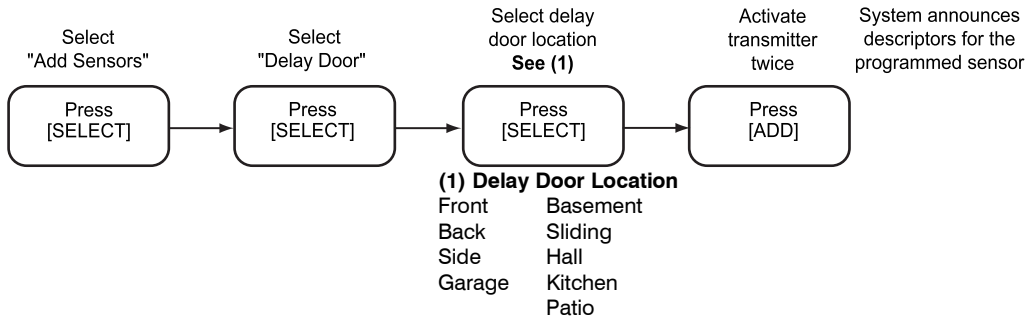 Select
"Add Sensors"
Press
[SELECT]
Select
"Delay Door"
Press
[SELECT]
Select delay
door location
See (1)
Press
[SELECT]
Activate
transmitter
twice
Press
[ADD]
System announces
descriptors for the
programmed sensor
(1) Delay Door Location
Front
Back
Side
Garage
Basement
Sliding
Hall
Kitchen
Patio